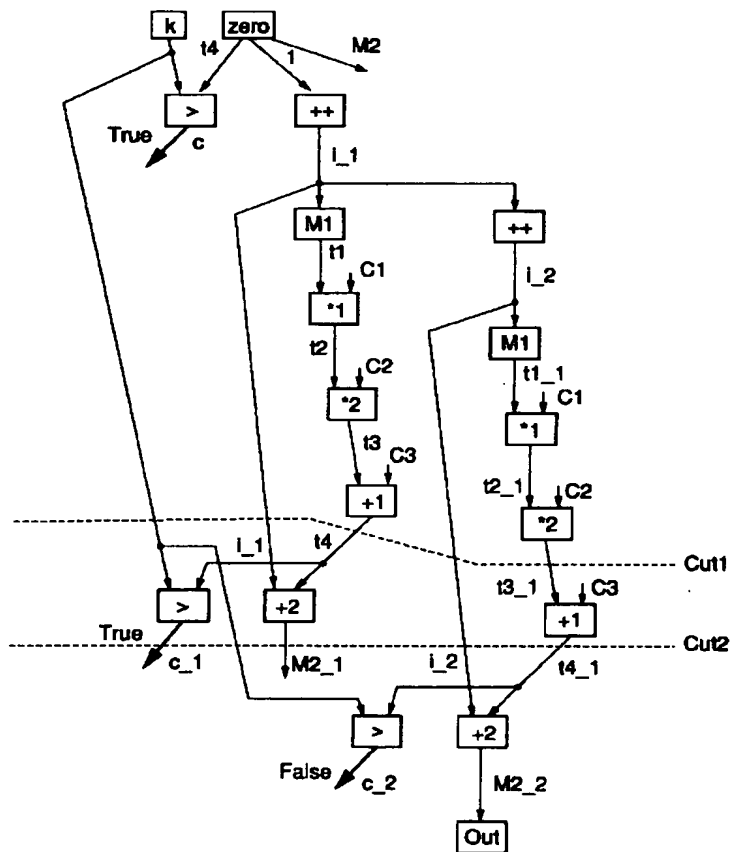 k
zero
t4
1
M2
>
++
True
c
i_1
M1
++
t1
C1
i_2
*1
t2
M1
C2
t1_1
C1
*2
*1
t3
C3
t2_1
C2
+1
*2
i_1
t4
Cut1
t3_1
C3
>
+2
+1
True
c_1
M2_1
i_2
t4_1
Cut2
>
+2
False
c_2
M2_2
Out